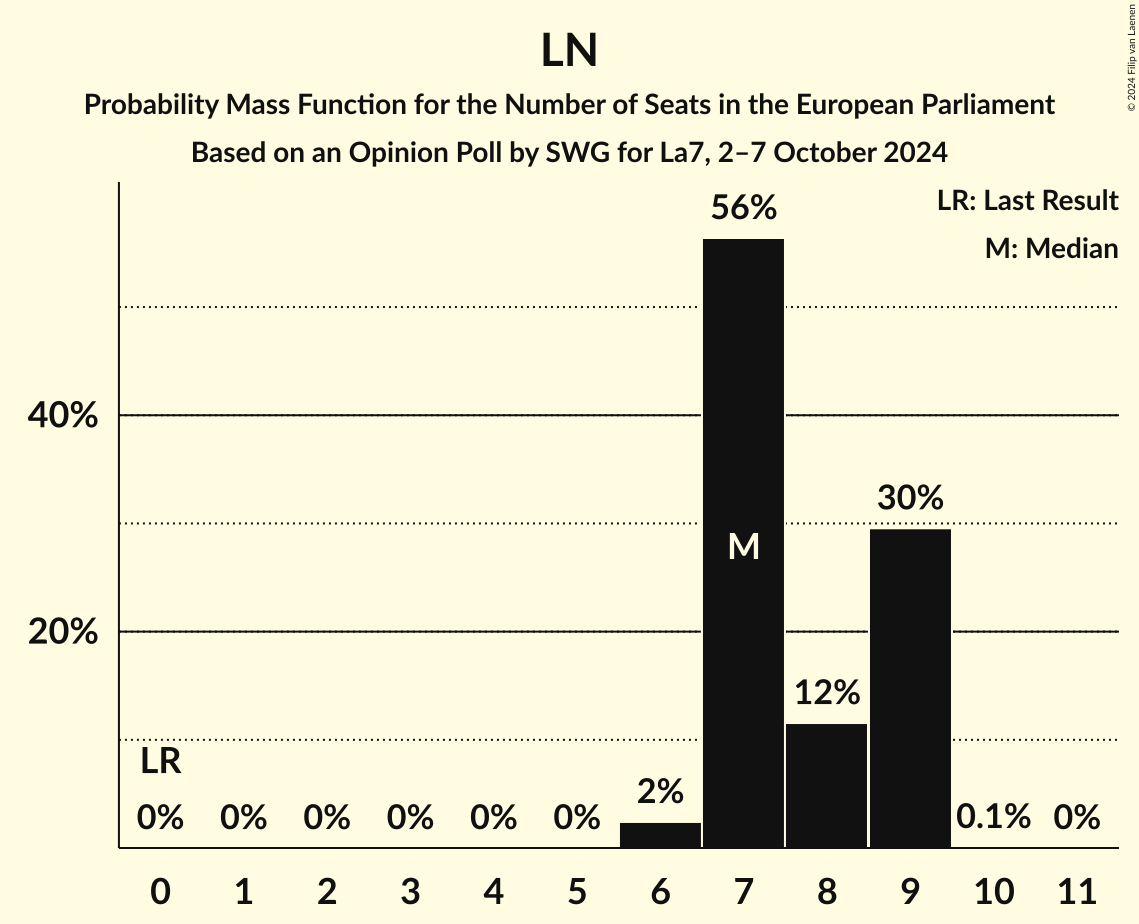 LN
Probability Mass Function for the Number of Seats in the European Parliament
Based on an Opinion Poll by SWG for La7, 2–7 October 2024
© 2024 Filip van Laenen
LR: Last Result
M: Median
56%
40%
30%
M
20%
12%
LR
2%
0% 0% 0% 0% 0% 0% 0.1% 0%
0 1 2 3 4 5 6 7 8 9 10 11